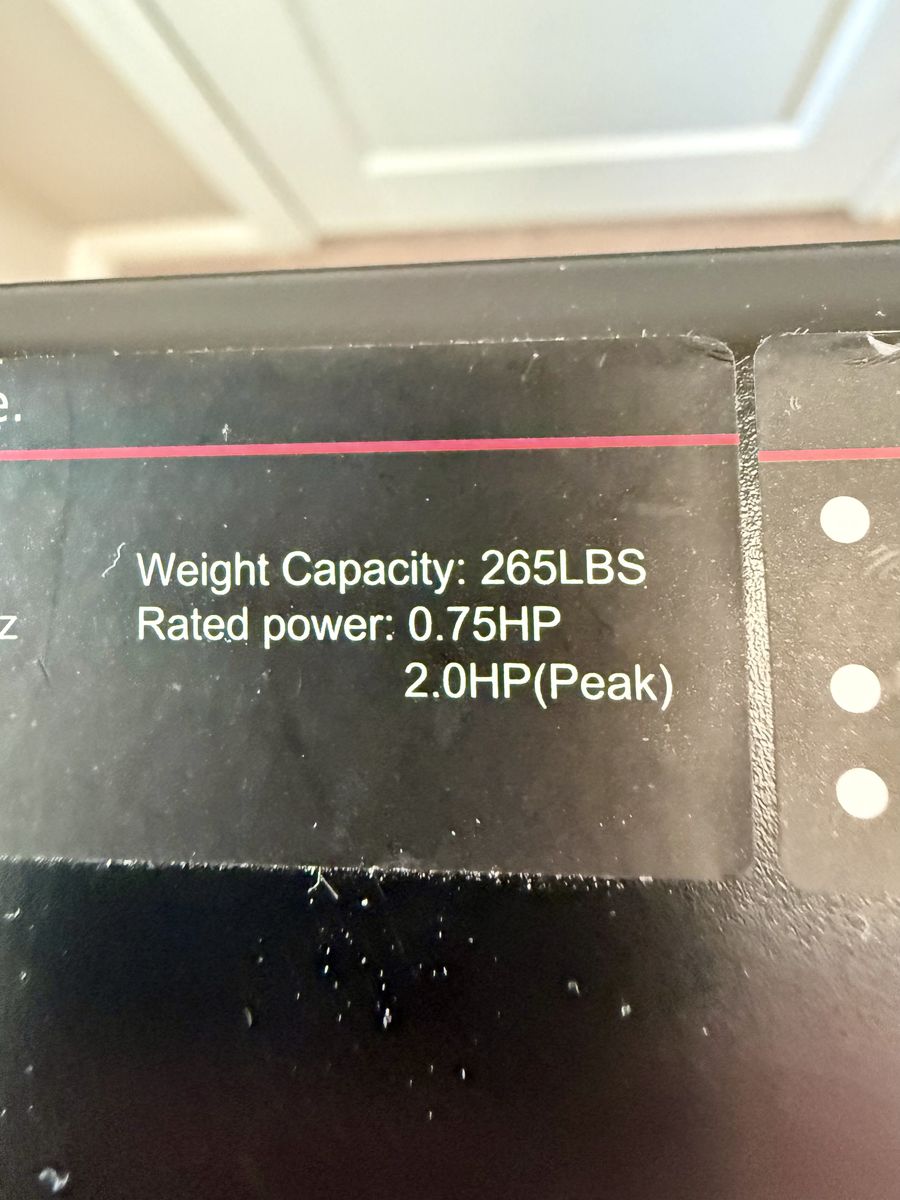 e.
Weight Capacity: 265LBS
z
Rated power: 0.75HP
2.0HP(Peak)